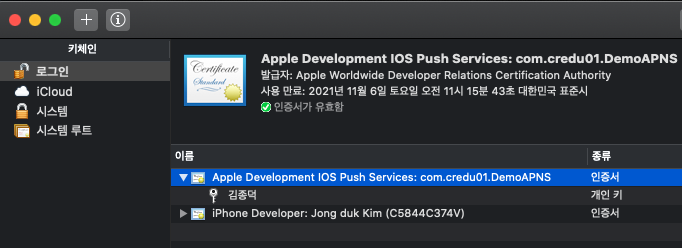 키체인
로그인
iCloud
시스템
시스템 루트
Certificate
Standard
Apple Development IOS Push Services: com.credu01.DemoAPNS
발급자: Apple Worldwide Developer Relations Certification Authority
사용 만료: 2021년 11월 6일 토요일 오전 11시 15분 43초 대한민국 표준시
인증서가 유효함
이름 종류
Apple Development IOS Push Services: com.credu01.DemoAPNS 인증서
김종덕 개인 키
iPhone Developer: Jong duk Kim (C5844C374V) 인증서